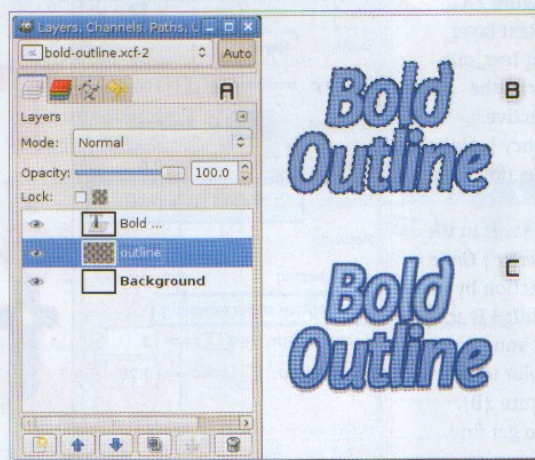 Layers, Channels, Paths, U
bold-outline.xcf-2
Auto
A
Layers
Mode: Normal
Opacity: 100.0
Lock:
Bold ...
outline
Background
Bold
Outline
B
Bold
Outline
C